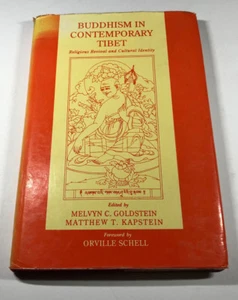 BUDDHISM IN
CONTEMPORARY
TIBET
Religious Revival and Cultural Identity
Edited by
MELVYN C. GOLDSTEIN
MATTHEW T. KAPSTEIN
Foreword by
ORVILLE SCHELL